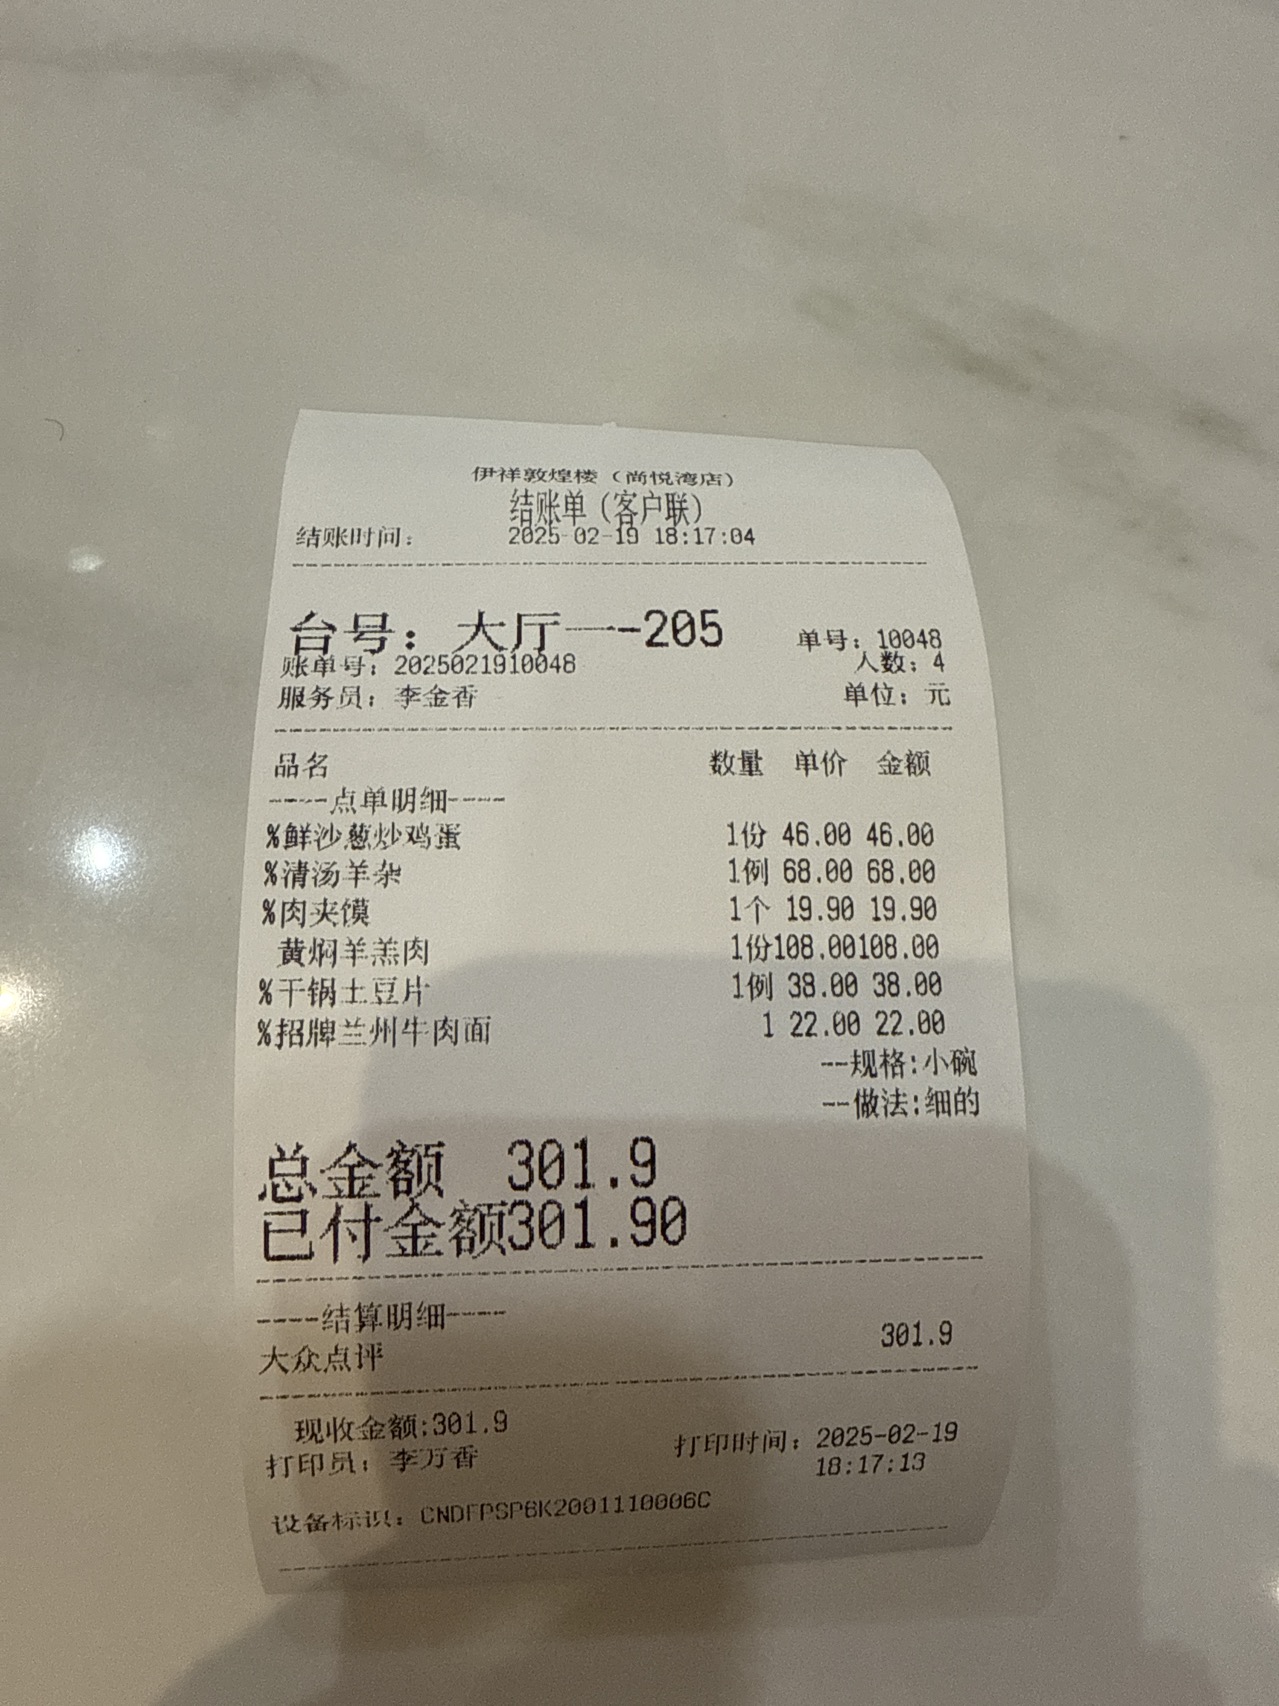 伊祥敦煌楼（尚悦湾店）
结账单（客户联）
结账时间： 2025-02-19 18:17:04
台号：大厅一-205 单号：10048
账单号：2025021910048 人数：4
服务员：李金香 单位：元
品名 数量 单价 金额
----点单明细----
%鲜沙葱炒鸡蛋 1份 46.00 46.00
%清汤羊杂 1例 68.00 68.00
%肉夹馍 1个 19.90 19.90
黄焖羊羔肉 1份108.00108.00
%干锅土豆片 1例 38.00 38.00
%招牌兰州牛肉面 1 22.00 22.00
--规格:小碗
--做法:细的
总金额 301.9
已付金额301.90
----结算明细----
大众点评 301.9
现收金额:301.9
打印员：李万香 打印时间：2025-02-19
18:17:13
设备标识：CNDFPSP8K2001110006C